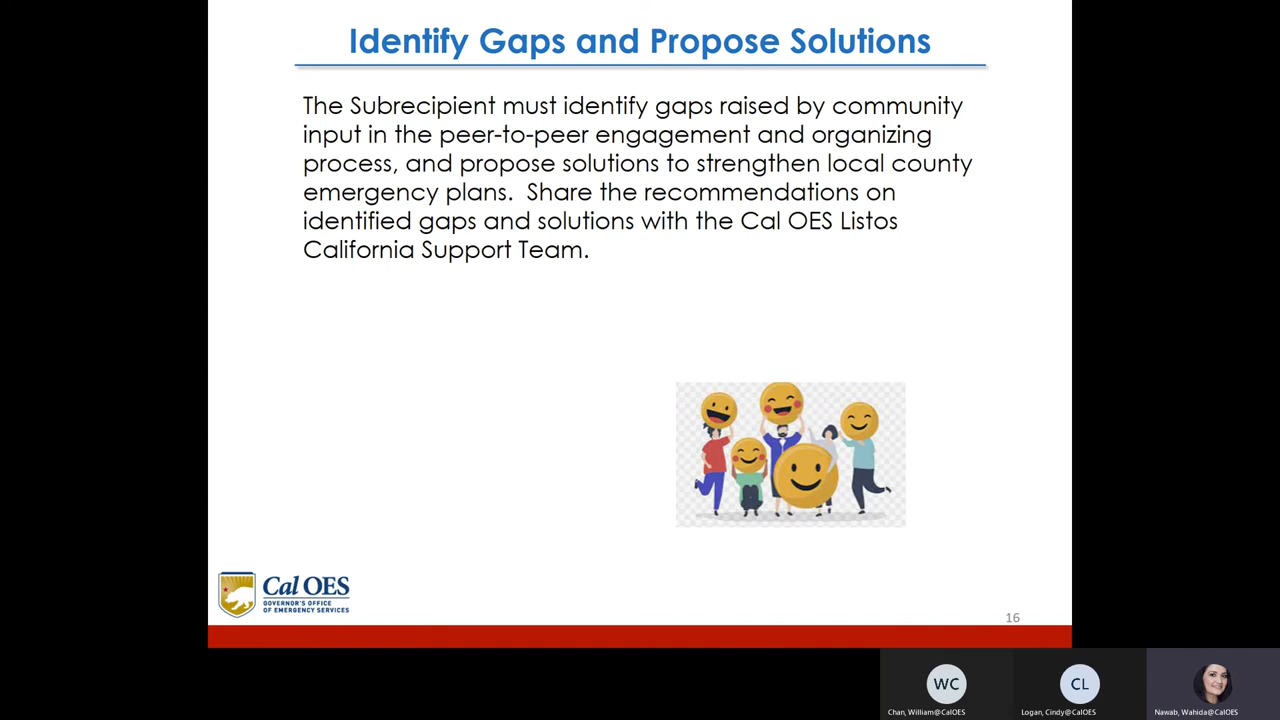 Identify Gaps and Propose Solutions
The Subrecipient must identify gaps raised by community
input in the peer-to-peer engagement and organizing
process, and propose solutions to strengthen local county
emergency plans.  Share the recommendations on
identified gaps and solutions with the Cal OES Listos
California Support Team.
Cal OES
GOVERNOR'S OFFICE
OF EMERGENCY SERVICES
16
WC
CL
Chan, William@CalOES
Logan, Cindy@CalOES
Nawab, Wahida@CalOES